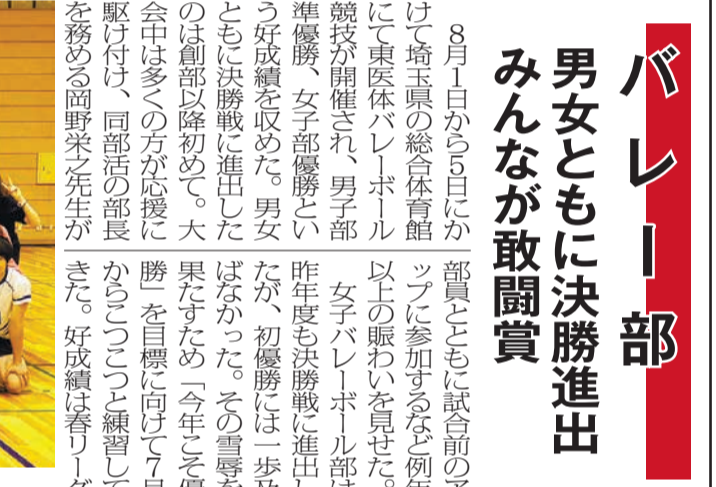 バレー部
男女ともに決勝進出
みんなが敢闘賞
８月１日から５日にか
けて埼玉県の総合体育館
にて東医体バレーボール
競技が開催され、男子部
準優勝、女子部優勝とい
う好成績を収めた。男女
ともに決勝戦に進出した
のは創部以降初めて。大
会中は多くの方が応援に
駆け付け、同部活の部長
を務める岡野栄之先生が
部員とともに試合前のア
ップに参加するなど例年
以上の賑わいを見せた。
女子バレーボール部は
昨年度も決勝戦に進出し
たが、初優勝には一歩及
ばなかった。その雪辱を
果たすため「今年こそ優
勝」を目標に向けて７月
からこつこつと練習して
きた。好成績は春リーグ